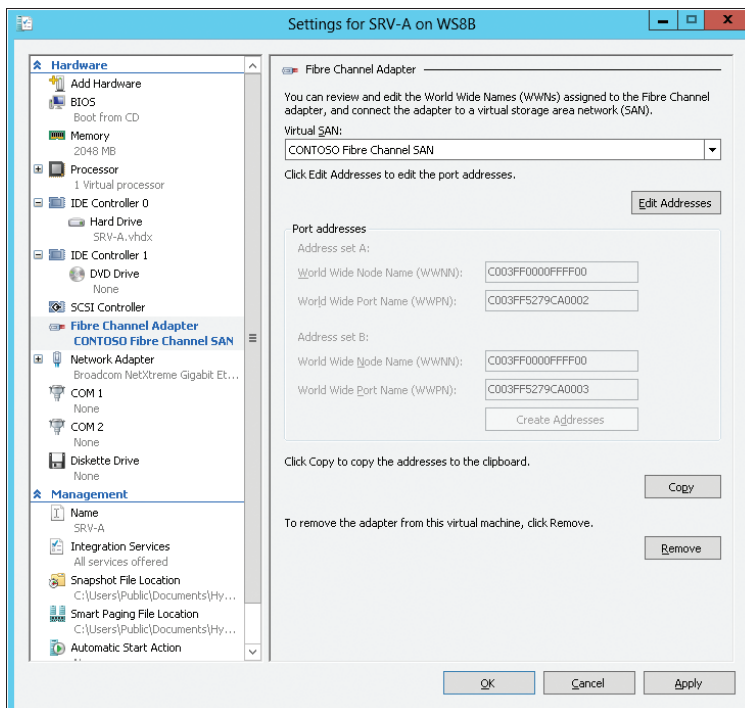 Settings for SRV-A on WS8B
Hardware
Add Hardware
BIOS
Boot from CD
Memory
2048 MB
Processor
1 Virtual processor
IDE Controller 0
Hard Drive
SRV-A.vhdx
IDE Controller 1
DVD Drive
None
SCSI Controller
Fibre Channel Adapter
CONTOSO Fibre Channel SAN
Network Adapter
Broadcom NetXtreme Gigabit Et...
COM 1
None
COM 2
None
Diskette Drive
None
Management
Name
SRV-A
Integration Services
All services offered
Snapshot File Location
C:\Users\Public\Documents\Hy...
Smart Paging File Location
C:\Users\Public\Documents\Hy...
Automatic Start Action
Fibre Channel Adapter
You can review and edit the World Wide Names (WWNs) assigned to the Fibre Channel
adapter, and connect the adapter to a virtual storage area network (SAN).
Virtual SAN:
CONTOSO Fibre Channel SAN
Click Edit Addresses to edit the port addresses.
Edit Addresses
Port addresses
Address set A:
World Wide Node Name (WWNN): C003FF0000FFFF00
World Wide Port Name (WWPN): C003FF5279CA0002
Address set B:
World Wide Node Name (WWNN): C003FF0000FFFF00
World Wide Port Name (WWPN): C003FF5279CA0003
Create Addresses
Click Copy to copy the addresses to the clipboard.
Copy
To remove the adapter from this virtual machine, click Remove.
Remove
OK Cancel Apply